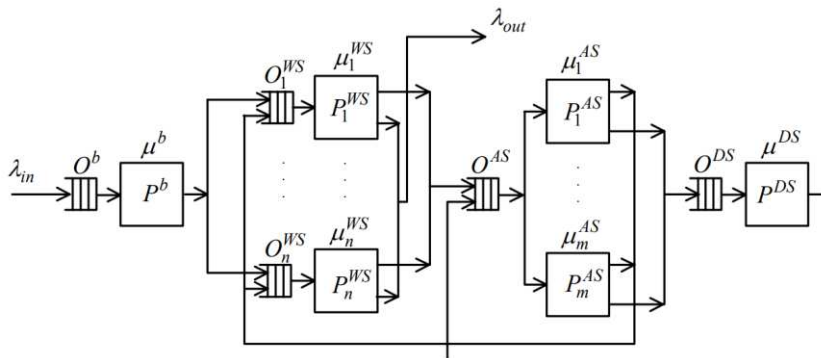 λ_out
μ_1^WS
μ_1^AS
O_1^WS
P_1^WS
P_1^AS
λ_in
O^b
μ^b
P^b
O^AS
O^DS
μ^DS
P^DS
μ_n^WS
O_n^WS
P_n^WS
μ_m^AS
P_m^AS